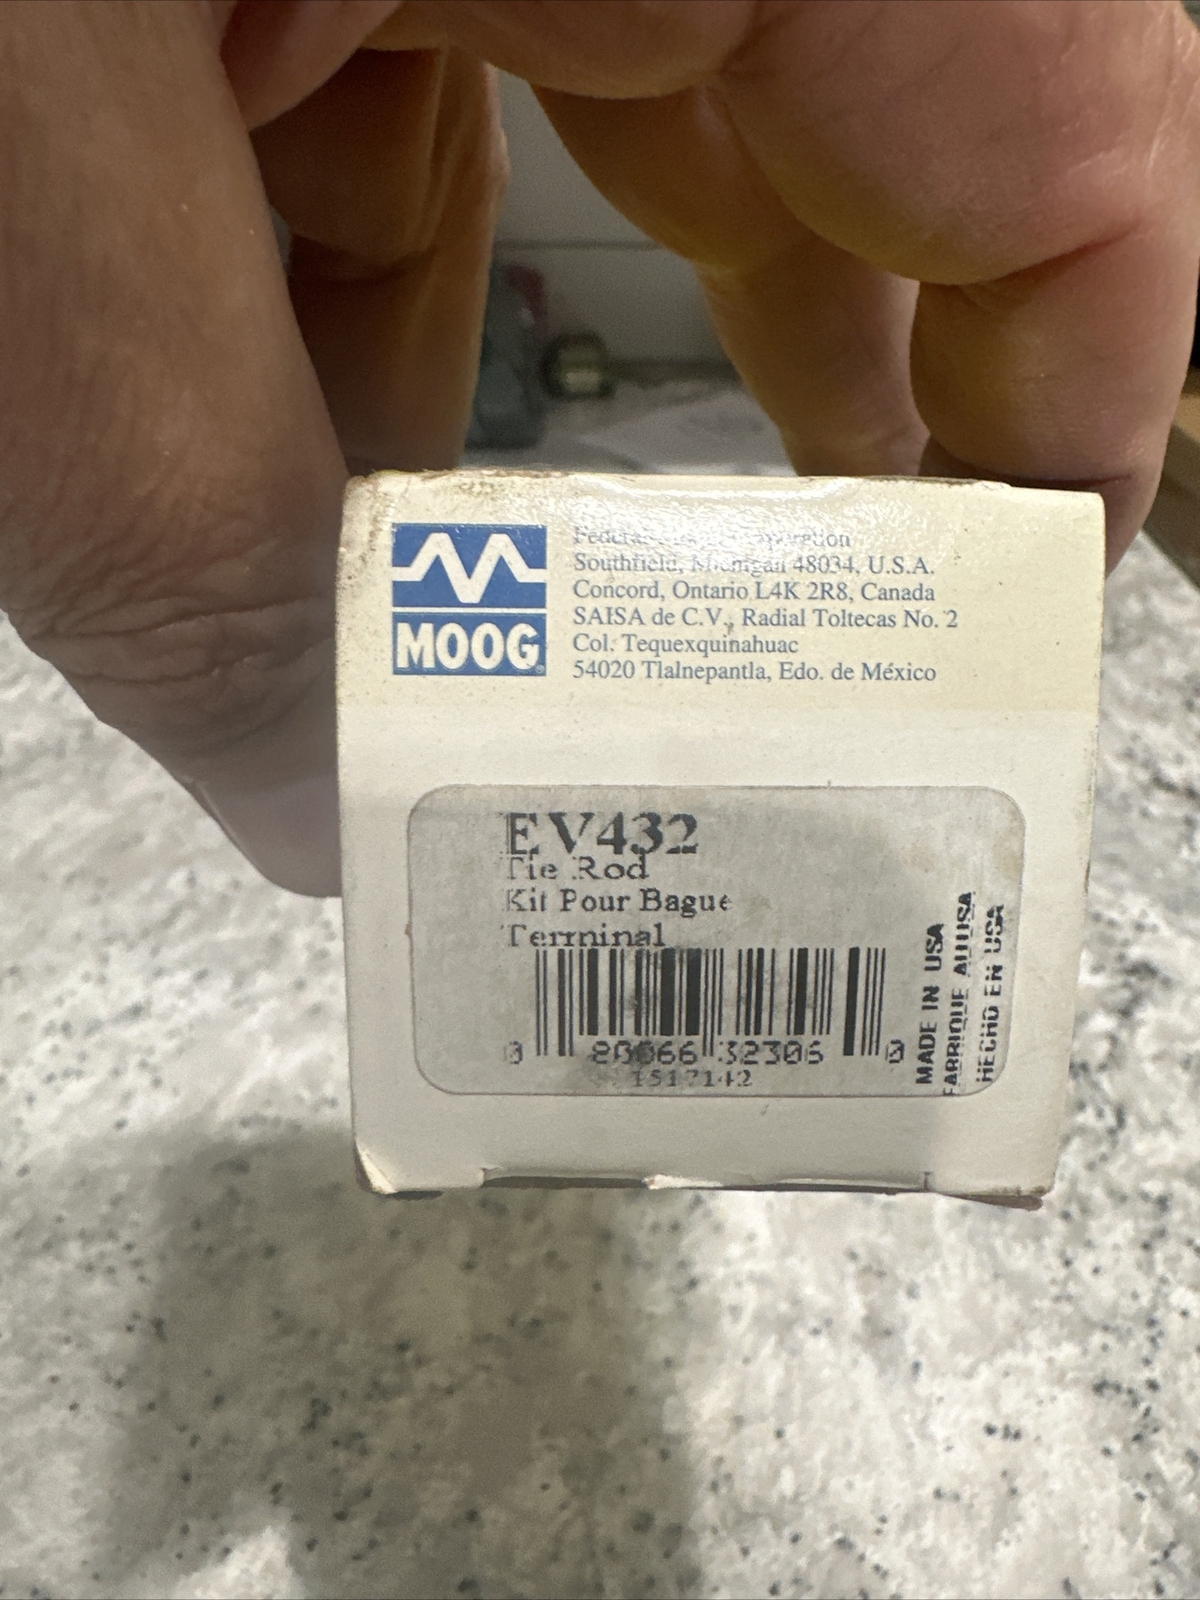 MOOG
Federal Corporation
Southfield, Michigan 48034, U.S.A.
Concord, Ontario L4K 2R8, Canada
SAISA de C.V., Radial Toltecas No. 2
Col. Tequexquinahuac
54020 Tlalnepantla, Edo. de México
EV432
Tie Rod
Kit Pour Bague
Terminal
0 80066 32306 0
1517142
MADE IN USA
FABRIQUE AU USA
HECHO EN USA